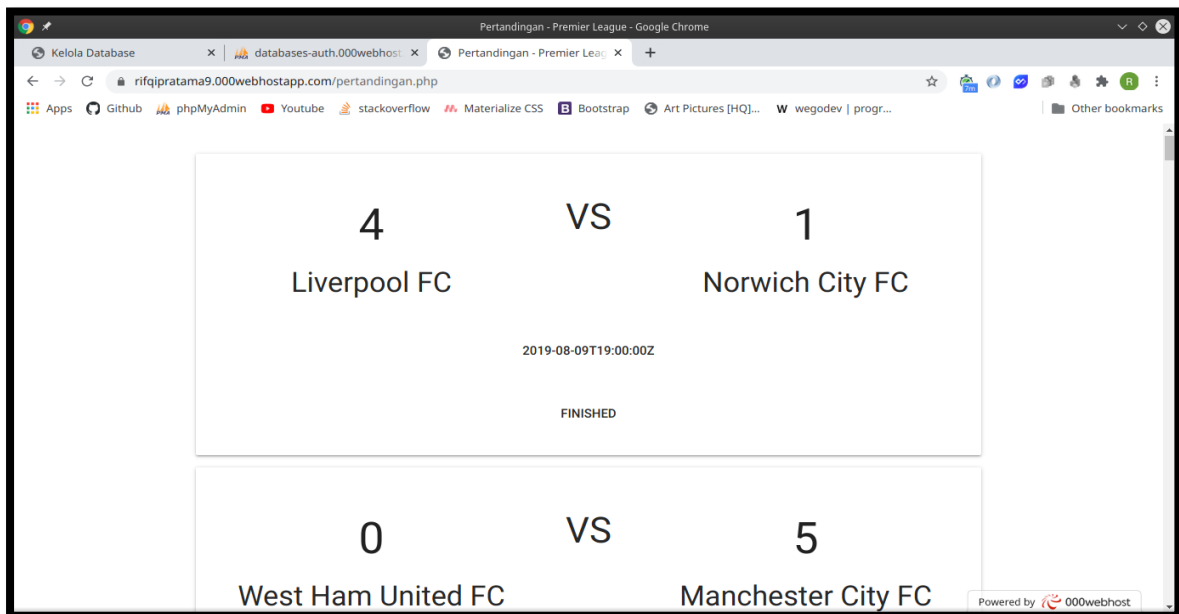 Pertandingan - Premier League - Google Chrome
Kelola Database
databases-auth.000webhost
Pertandingan - Premier Leag
rifqipratama9.000webhostapp.com/pertandingan.php
7m
R
Apps Github phpMyAdmin Youtube stackoverflow Materialize CSS B Bootstrap Art Pictures [HQ]... W wegodev | progr... Other bookmarks
4 VS 1
Liverpool FC Norwich City FC
2019-08-09T19:00:00Z
FINISHED
0 VS 5
West Ham United FC Manchester City FC
Powered by 000webhost